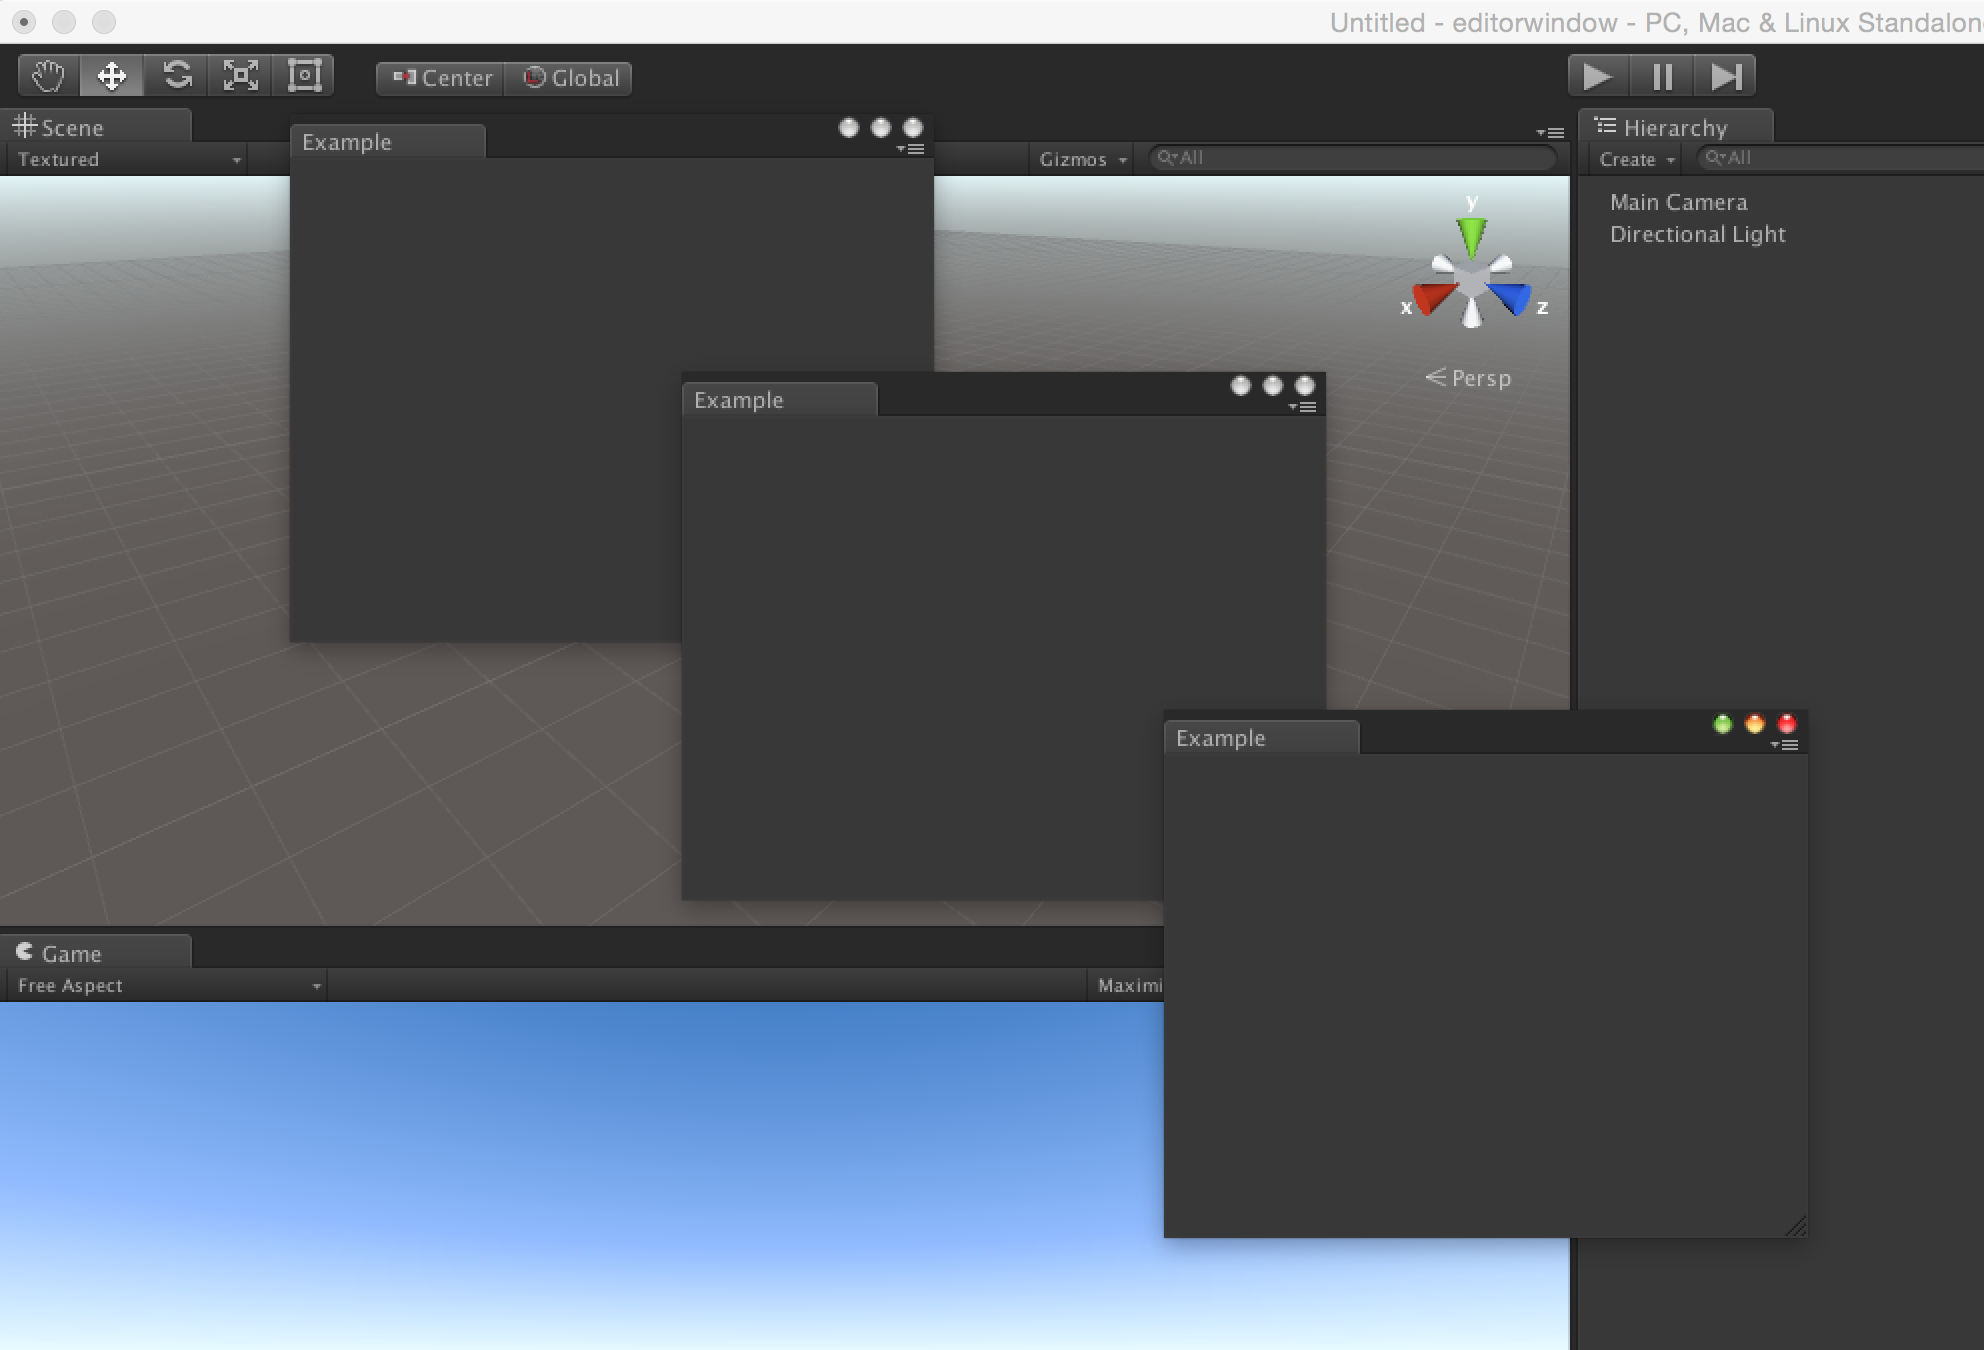 Untitled - editorwindow - PC, Mac & Linux Standalon
Center Global
Scene
Example
Hierarchy
Textured
Gizmos
All
Create
All
y
Main Camera
Directional Light
x
z
Persp
Example
Example
Game
Free Aspect
Maximi